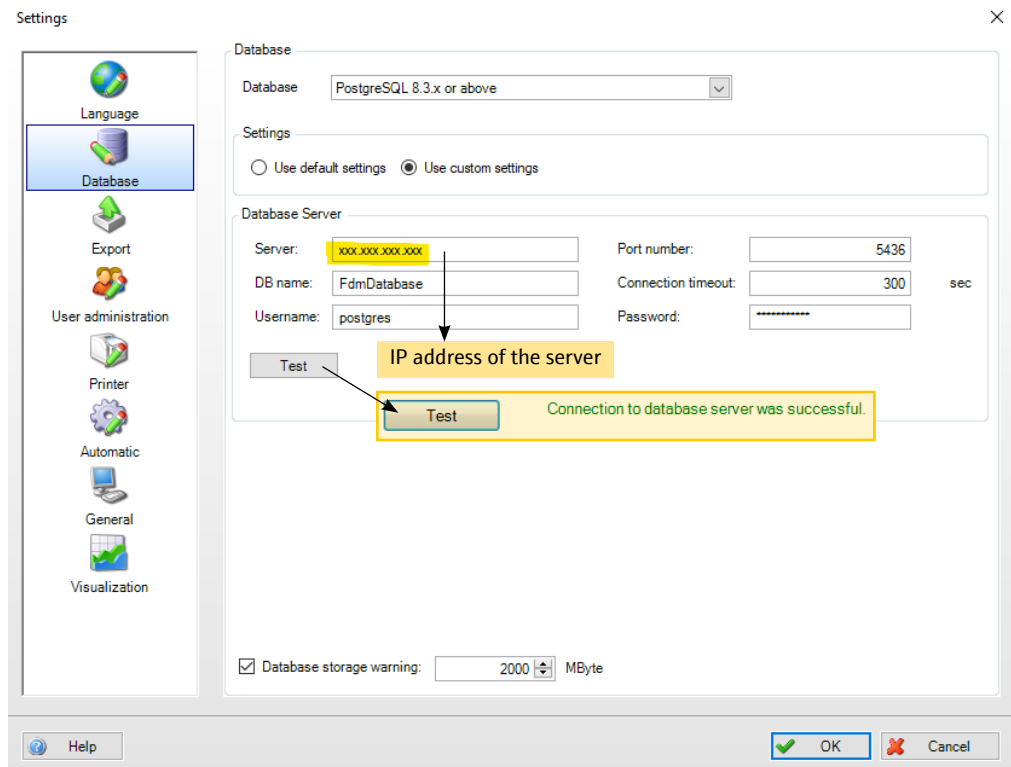 Settings
Language
Database
Export
User administration
Printer
Automatic
General
Visualization
Database
Database PostgreSQL 8.3.x or above
Settings
Use default settings Use custom settings
Database Server
Server: xxx.xxx.xxx.xxx Port number: 5436
DB name: FdmDatabase Connection timeout: 300 sec
Username: postgres Password: ***********
IP address of the server
Test
Test Connection to database server was successful.
Database storage warning: 2000 MByte
Help OK Cancel